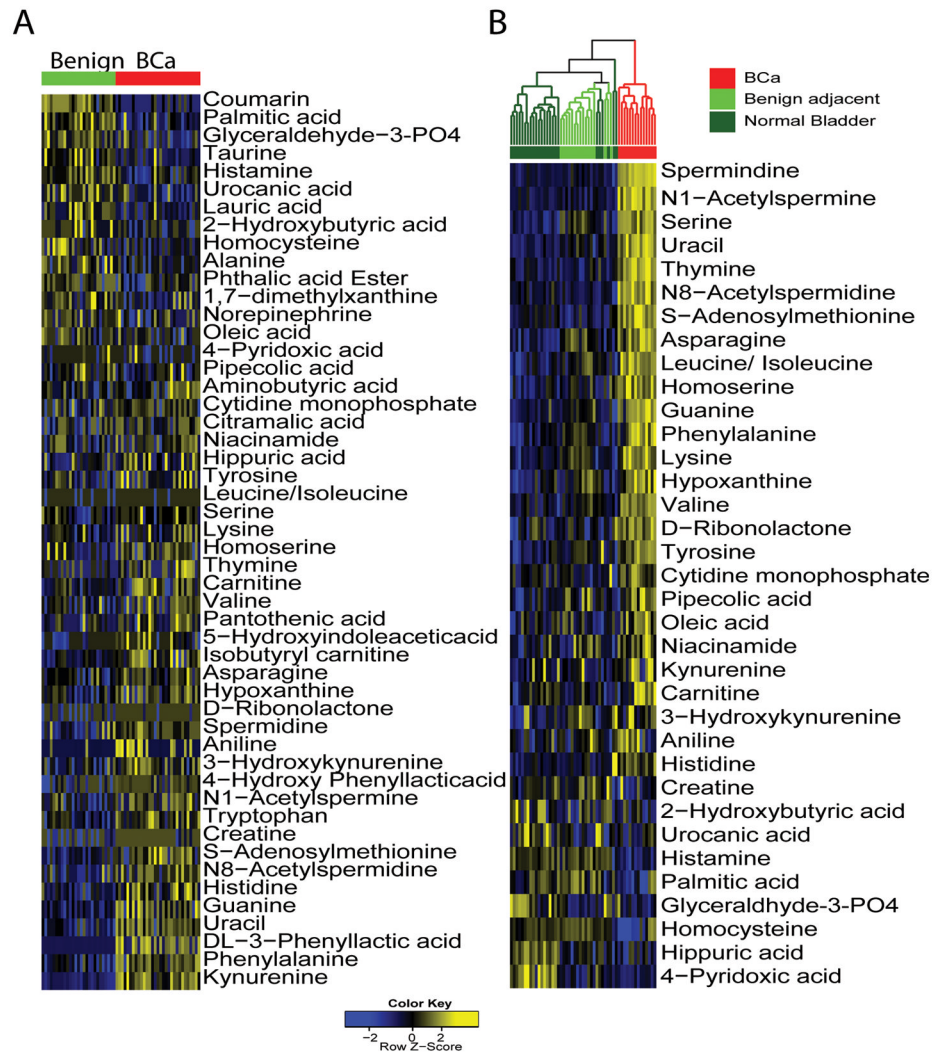 A
Benign BCa
Coumarin
Palmitic acid
Glyceraldehyde−3-PO4
Taurine
Histamine
Urocanic acid
Lauric acid
2−Hydroxybutyric acid
Homocysteine
Alanine
Phthalic acid Ester
1,7−dimethylxanthine
Norepinephrine
Oleic acid
4−Pyridoxic acid
Pipecolic acid
Aminobutyric acid
Cytidine monophosphate
Citramalic acid
Niacinamide
Hippuric acid
Tyrosine
Leucine/Isoleucine
Serine
Lysine
Homoserine
Thymine
Carnitine
Valine
Pantothenic acid
5−Hydroxyindoleaceticacid
Isobutyryl carnitine
Asparagine
Hypoxanthine
D−Ribonolactone
Spermidine
Aniline
3−Hydroxykynurenine
4−Hydroxy Phenyllacticacid
N1−Acetylspermine
Tryptophan
Creatine
S−Adenosylmethionine
N8−Acetylspermidine
Histidine
Guanine
Uracil
DL−3−Phenyllactic acid
Phenylalanine
Kynurenine
B
BCa
Benign adjacent
Normal Bladder
Spermindine
N1−Acetylspermine
Serine
Uracil
Thymine
N8−Acetylspermidine
S−Adenosylmethionine
Asparagine
Leucine/ Isoleucine
Homoserine
Guanine
Phenylalanine
Lysine
Hypoxanthine
Valine
D−Ribonolactone
Tyrosine
Cytidine monophosphate
Pipecolic acid
Oleic acid
Niacinamide
Kynurenine
Carnitine
3−Hydroxykynurenine
Aniline
Histidine
Creatine
2−Hydroxybutyric acid
Urocanic acid
Histamine
Palmitic acid
Glyceraldhyde-3-PO4
Homocysteine
Hippuric acid
4−Pyridoxic acid
Color Key
−2 0 2
Row Z−Score